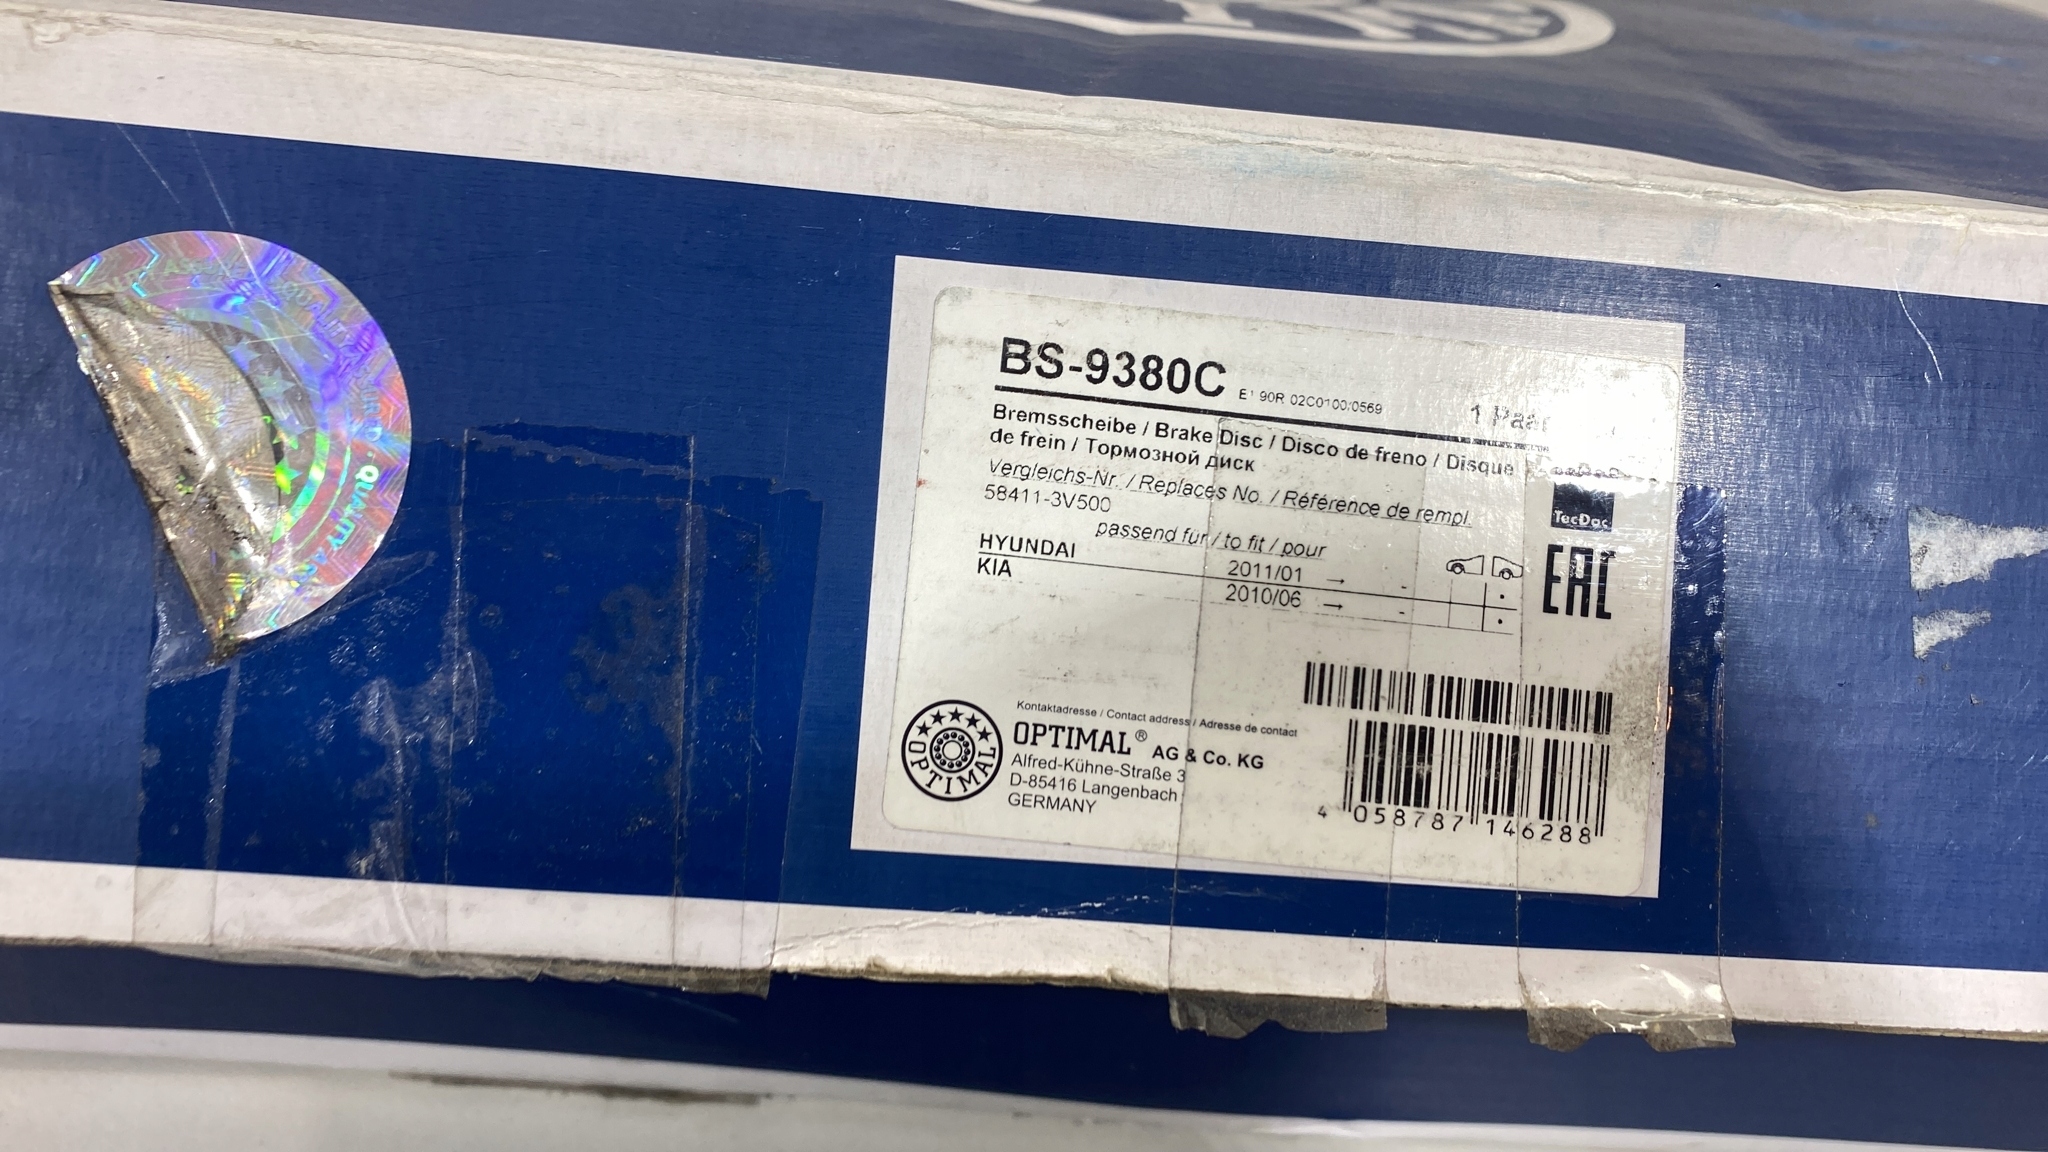 BS-9380C
E1 90R 02C0100/0569
1 Paar
Bremsscheibe / Brake Disc / Disco de freno / Disque
de frein / Тормозной диск
Vergleichs-Nr. / Replaces No. / Référence de rempl.
58411-3V500
passend für / to fit / pour
HYUNDAI 2011/01 → -
KIA 2010/06 → -
TecDoc
EAC
Kontaktadresse / Contact address / Adresse de contact
OPTIMAL® AG & Co. KG
Alfred-Kühne-Straße 3
D-85416 Langenbach
GERMANY
OPTIMAL
4 058787 146288
QUALITY